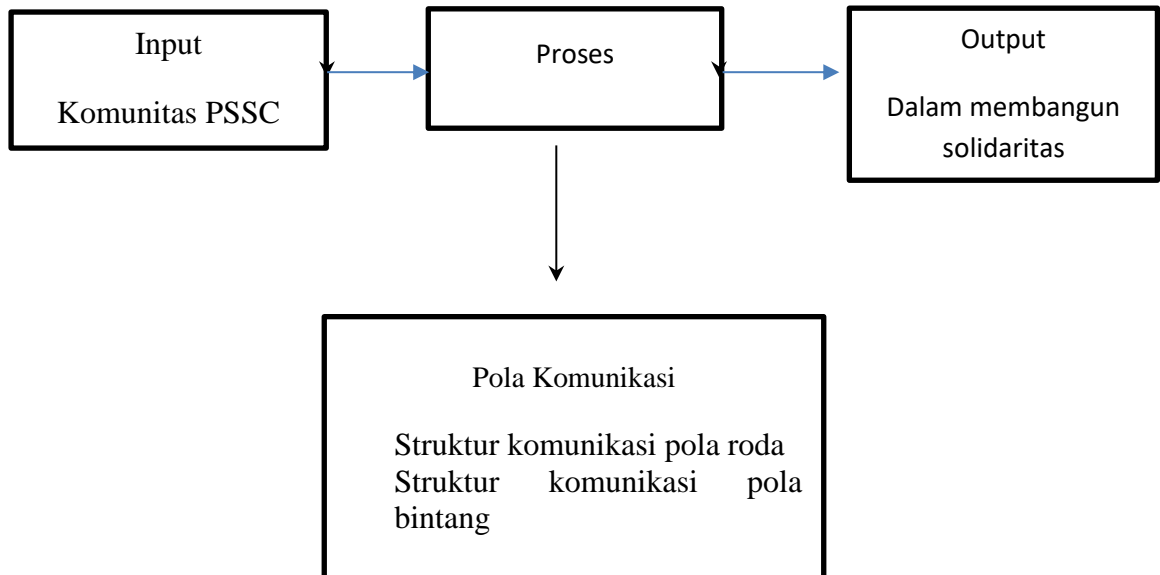 Input
Komunitas PSSC
Proses
Output
Dalam membangun
solidaritas
Pola Komunikasi
Struktur komunikasi pola roda
Struktur komunikasi pola
bintang